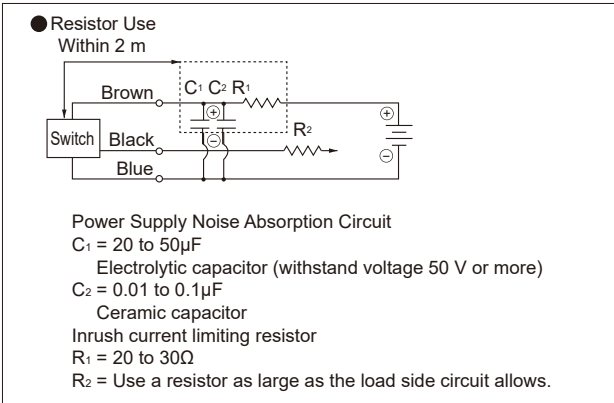 ● Resistor Use
Within 2 m
Brown
C1 C2 R1
+
+
Switch
Black
−
R2
−
Blue
Power Supply Noise Absorption Circuit
C1 = 20 to 50μF
Electrolytic capacitor (withstand voltage 50 V or more)
C2 = 0.01 to 0.1μF
Ceramic capacitor
Inrush current limiting resistor
R1 = 20 to 30Ω
R2 = Use a resistor as large as the load side circuit allows.